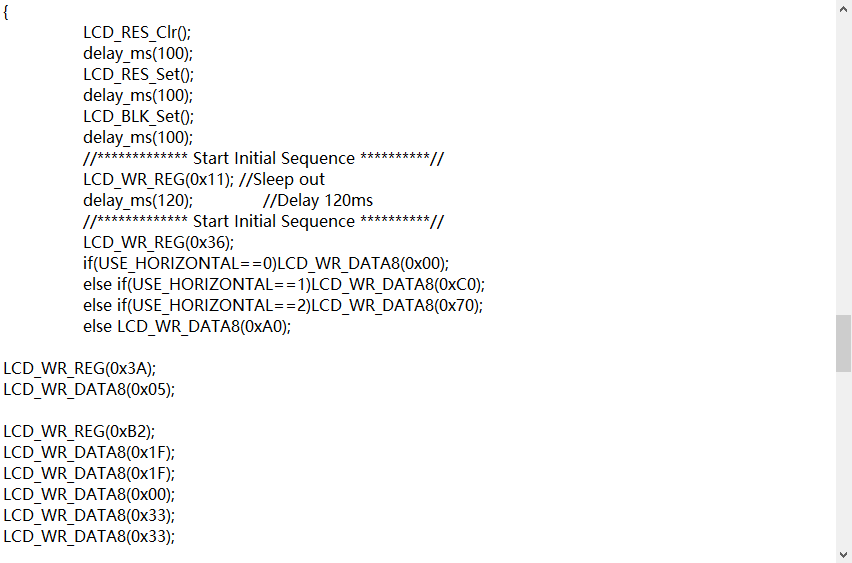 {
LCD_RES_Clr();
delay_ms(100);
LCD_RES_Set();
delay_ms(100);
LCD_BLK_Set();
delay_ms(100);
//************* Start Initial Sequence **********//
LCD_WR_REG(0x11); //Sleep out
delay_ms(120); //Delay 120ms
//************* Start Initial Sequence **********//
LCD_WR_REG(0x36);
if(USE_HORIZONTAL==0)LCD_WR_DATA8(0x00);
else if(USE_HORIZONTAL==1)LCD_WR_DATA8(0xC0);
else if(USE_HORIZONTAL==2)LCD_WR_DATA8(0x70);
else LCD_WR_DATA8(0xA0);
LCD_WR_REG(0x3A);
LCD_WR_DATA8(0x05);
LCD_WR_REG(0xB2);
LCD_WR_DATA8(0x1F);
LCD_WR_DATA8(0x1F);
LCD_WR_DATA8(0x00);
LCD_WR_DATA8(0x33);
LCD_WR_DATA8(0x33);